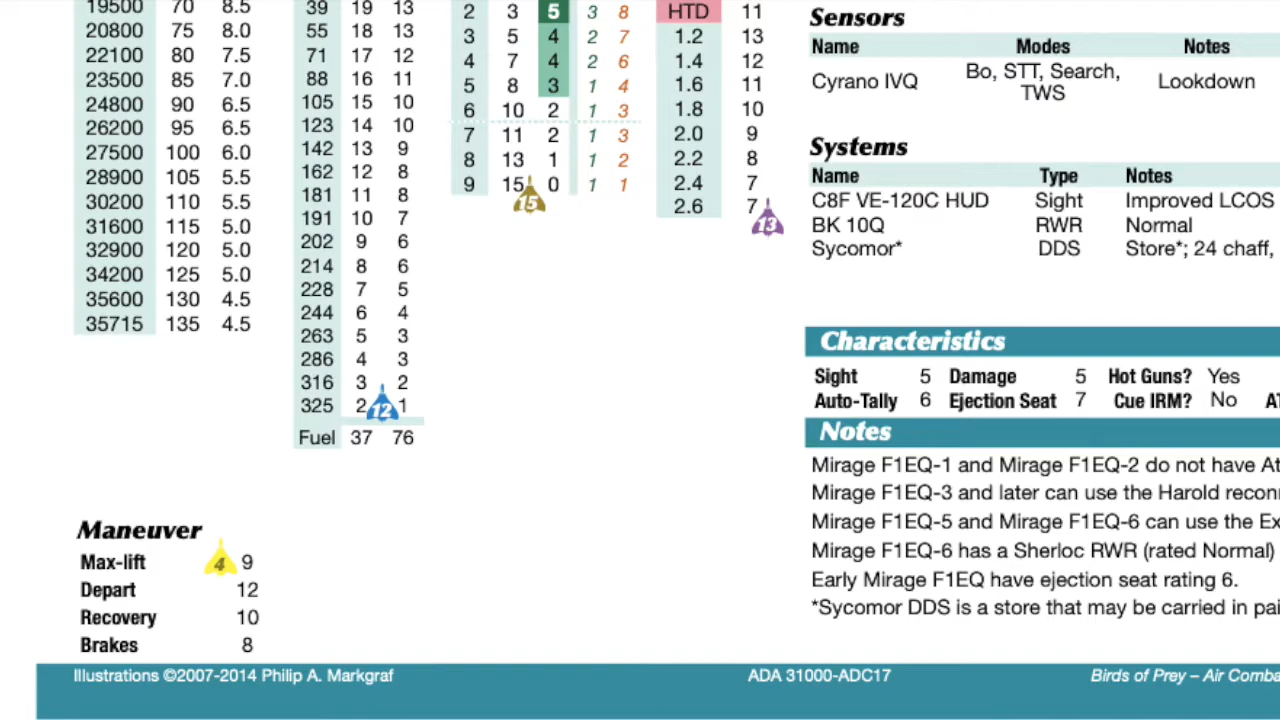 19500 70 8.5
20800 75 8.0
22100 80 7.5
23500 85 7.0
24800 90 6.5
26200 95 6.5
27500 100 6.0
28900 105 5.5
30200 110 5.5
31600 115 5.0
32900 120 5.0
34200 125 5.0
35600 130 4.5
35715 135 4.5
39 19 13
55 18 13
71 17 12
88 16 11
105 15 10
123 14 10
142 13 9
162 12 8
181 11 8
191 10 7
202 9 6
214 8 6
228 7 5
244 6 4
263 5 3
286 4 3
316 3 2
325 2 12 1
Fuel 37 76
2 3 5 3 8
3 5 4 2 7
4 7 4 2 6
5 8 3 1 4
6 10 2 1 3
7 11 2 1 3
8 13 1 1 2
9 15 0 1 1
15
HTD 11
1.2 13
1.4 12
1.6 11
1.8 10
2.0 9
2.2 8
2.4 7
2.6 7
13
Sensors
Name Modes Notes
Cyrano IVQ Bo, STT, Search, Lookdown
TWS
Systems
Name Type Notes
C8F VE-120C HUD Sight Improved LCOS
BK 10Q RWR Normal
Sycomor* DDS Store*; 24 chaff,
Characteristics
Sight 5 Damage 5 Hot Guns? Yes
Auto-Tally 6 Ejection Seat 7 Cue IRM? No
Notes
Mirage F1EQ-1 and Mirage F1EQ-2 do not have
Mirage F1EQ-3 and later can use the Harold
Mirage F1EQ-5 and Mirage F1EQ-6 can use the
Mirage F1EQ-6 has a Sherloc RWR (rated Normal)
Early Mirage F1EQ have ejection seat rating 6.
*Sycomor DDS is a store that may be carried in
Maneuver
Max-lift 4 9
Depart 12
Recovery 10
Brakes 8
Illustrations ©2007-2014 Philip A. Markgraf ADA 31000-ADC17 Birds of Prey – Air